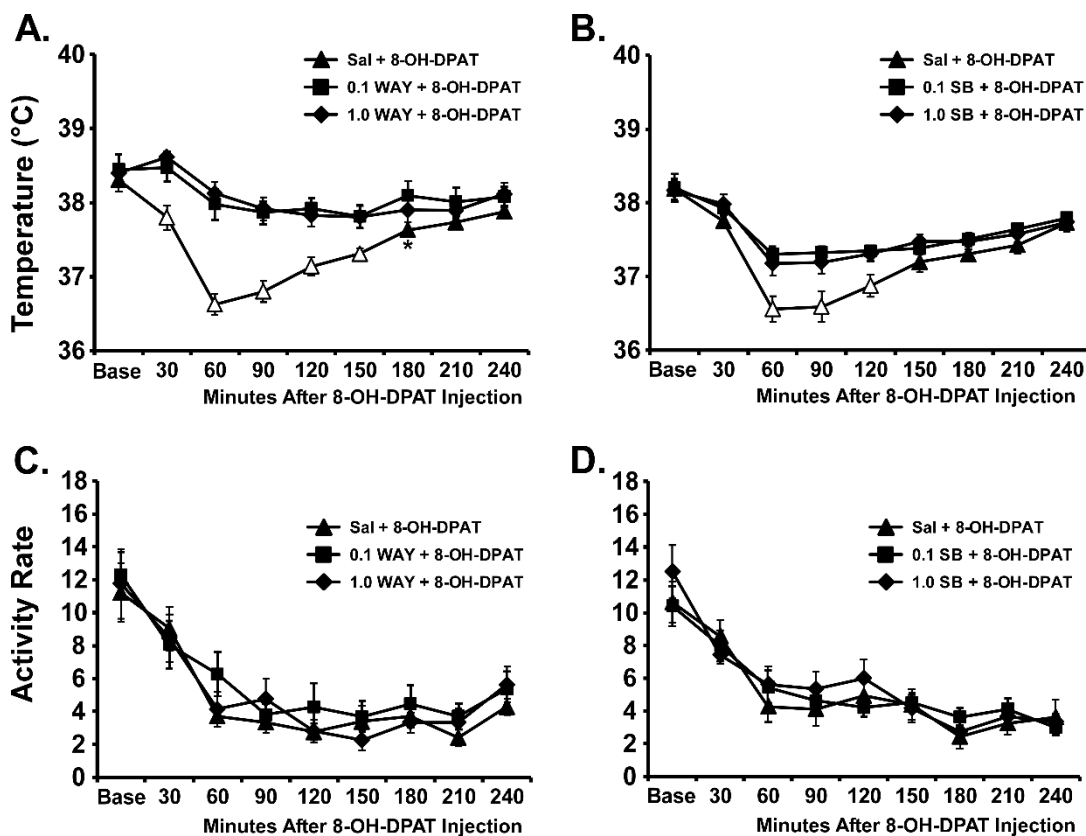 A.
40
39
38
37
36
Temperature (°C)
Sal + 8-OH-DPAT
0.1 WAY + 8-OH-DPAT
1.0 WAY + 8-OH-DPAT
*
Base 30 60 90 120 150 180 210 240
Minutes After 8-OH-DPAT Injection
B.
40
39
38
37
36
Sal + 8-OH-DPAT
0.1 SB + 8-OH-DPAT
1.0 SB + 8-OH-DPAT
Base 30 60 90 120 150 180 210 240
Minutes After 8-OH-DPAT Injection
C.
18
16
14
12
10
8
6
4
2
0
Activity Rate
Sal + 8-OH-DPAT
0.1 WAY + 8-OH-DPAT
1.0 WAY + 8-OH-DPAT
Base 30 60 90 120 150 180 210 240
Minutes After 8-OH-DPAT Injection
D.
18
16
14
12
10
8
6
4
2
0
Sal + 8-OH-DPAT
0.1 SB + 8-OH-DPAT
1.0 SB + 8-OH-DPAT
Base 30 60 90 120 150 180 210 240
Minutes After 8-OH-DPAT Injection